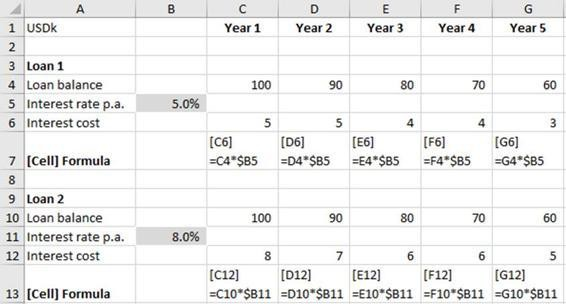 A B C D E F G
1 USDk Year 1 Year 2 Year 3 Year 4 Year 5
2
3 Loan 1
4 Loan balance 100 90 80 70 60
5 Interest rate p.a. 5.0%
6 Interest cost 5 5 4 4 3
[C6] [D6] [E6] [F6] [G6]
7 [Cell] Formula =C4*$B5 =D4*$B5 =E4*$B5 =F4*$B5 =G4*$B5
8
9 Loan 2
10 Loan balance 100 90 80 70 60
11 Interest rate p.a. 8.0%
12 Interest cost 8 7 6 6 5
[C12] [D12] [E12] [F12] [G12]
13 [Cell] Formula =C10*$B11 =D10*$B11 =E10*$B11 =F10*$B11 =G10*$B11